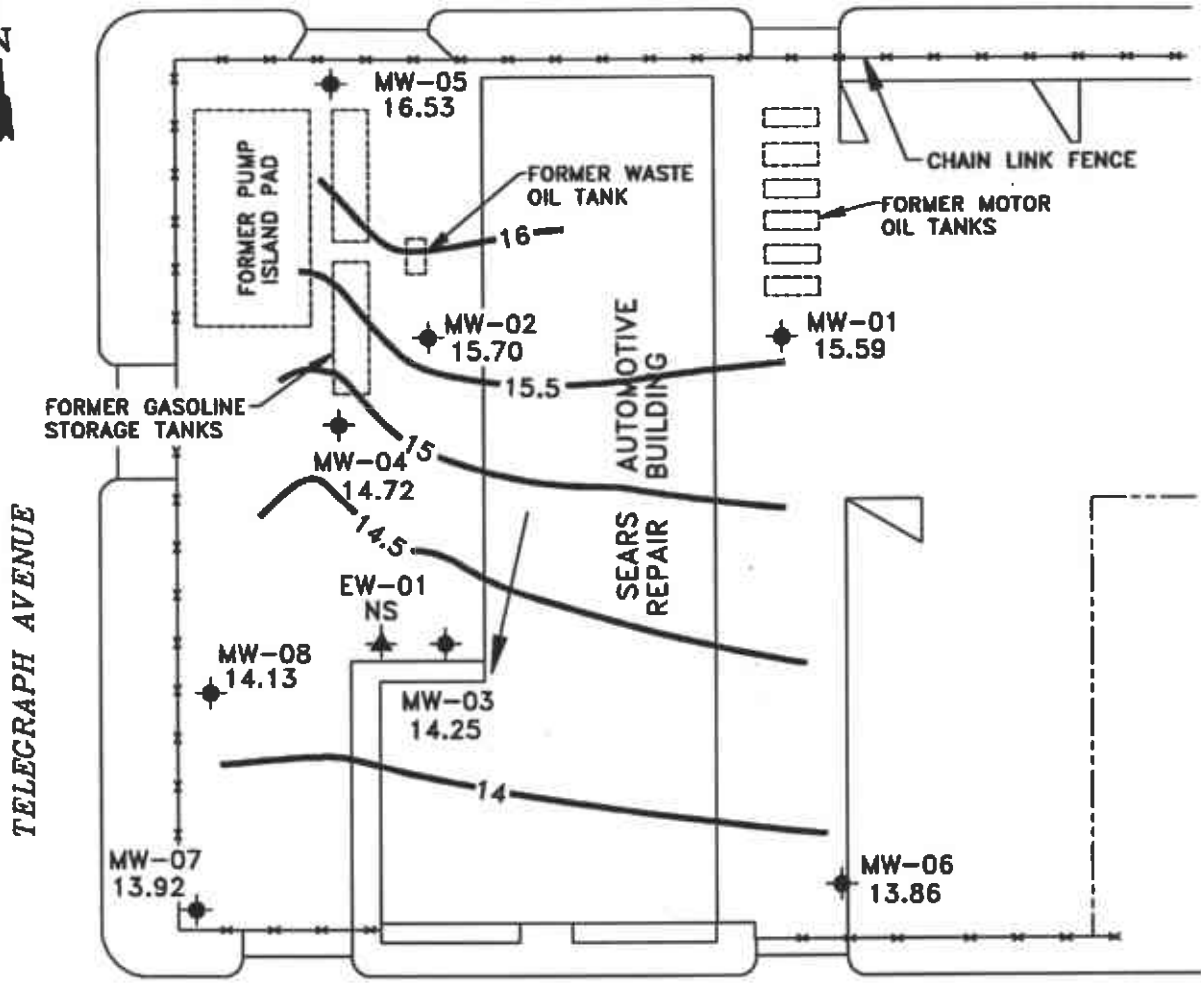 N
MW-05
16.53
FORMER PUMP
ISLAND PAD
FORMER WASTE
OIL TANK
CHAIN LINK FENCE
FORMER MOTOR
OIL TANKS
16
MW-02
15.70
MW-01
15.59
15.5
FORMER GASOLINE
STORAGE TANKS
AUTOMOTIVE
BUILDING
MW-04
14.72
15
14.5
SEARS
REPAIR
TELEGRAPH AVENUE
EW-01
NS
MW-08
14.13
MW-03
14.25
14
MW-07
13.92
MW-06
13.86